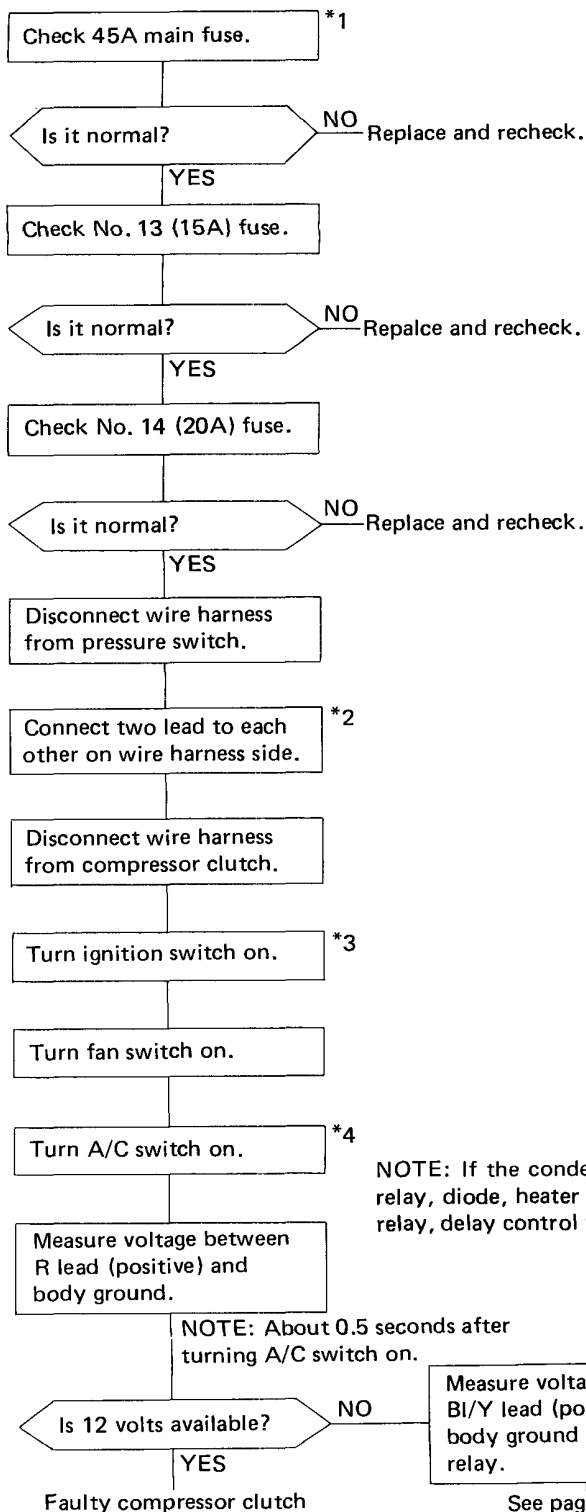 Check 45A main fuse.
*1
Is it normal?
NO
Replace and recheck.
YES
Check No. 13 (15A) fuse.
Is it normal?
NO
Repalce and recheck.
YES
Check No. 14 (20A) fuse.
Is it normal?
NO
Replace and recheck.
YES
Disconnect wire harness
from pressure switch.
Connect two lead to each
other on wire harness side.
*2
Disconnect wire harness
from compressor clutch.
Turn ignition switch on.
*3
Turn fan switch on.
Turn A/C switch on.
*4
NOTE: If the conde
relay, diode, heater
relay, delay control
Measure voltage between
R lead (positive) and
body ground.
NOTE: About 0.5 seconds after
turning A/C switch on.
Is 12 volts available?
NO
Measure volta
Bl/Y lead (po
body ground
relay.
YES
Faulty compressor clutch
See pag